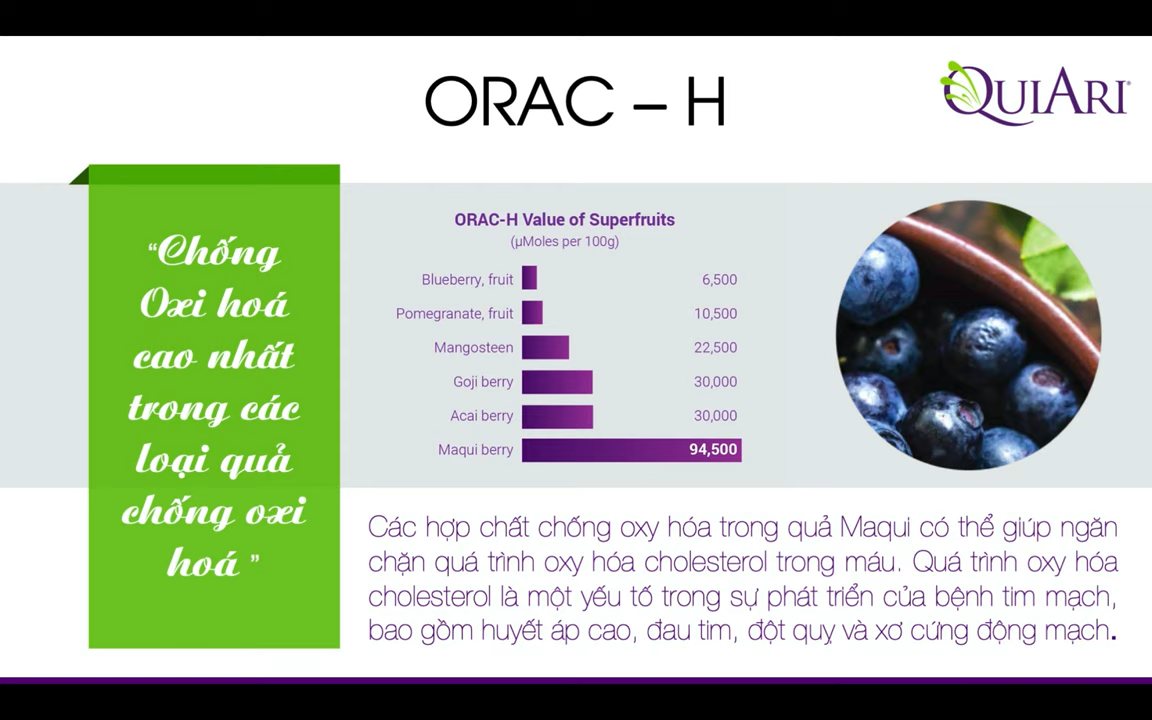 ORAC – H
QUIARI®
“Chống
Oxi hoá
cao nhất
trong các
loại quả
chống oxi
hoá ”
ORAC-H Value of Superfruits
(µMoles per 100g)
Blueberry, fruit 6,500
Pomegranate, fruit 10,500
Mangosteen 22,500
Goji berry 30,000
Acai berry 30,000
Maqui berry 94,500
Các hợp chất chống oxy hóa trong quả Maqui có thể giúp ngăn
chặn quá trình oxy hóa cholesterol trong máu. Quá trình oxy hóa
cholesterol là một yếu tố trong sự phát triển của bệnh tim mạch,
bao gồm huyết áp cao, đau tim, đột quỵ và xơ cứng động mạch.